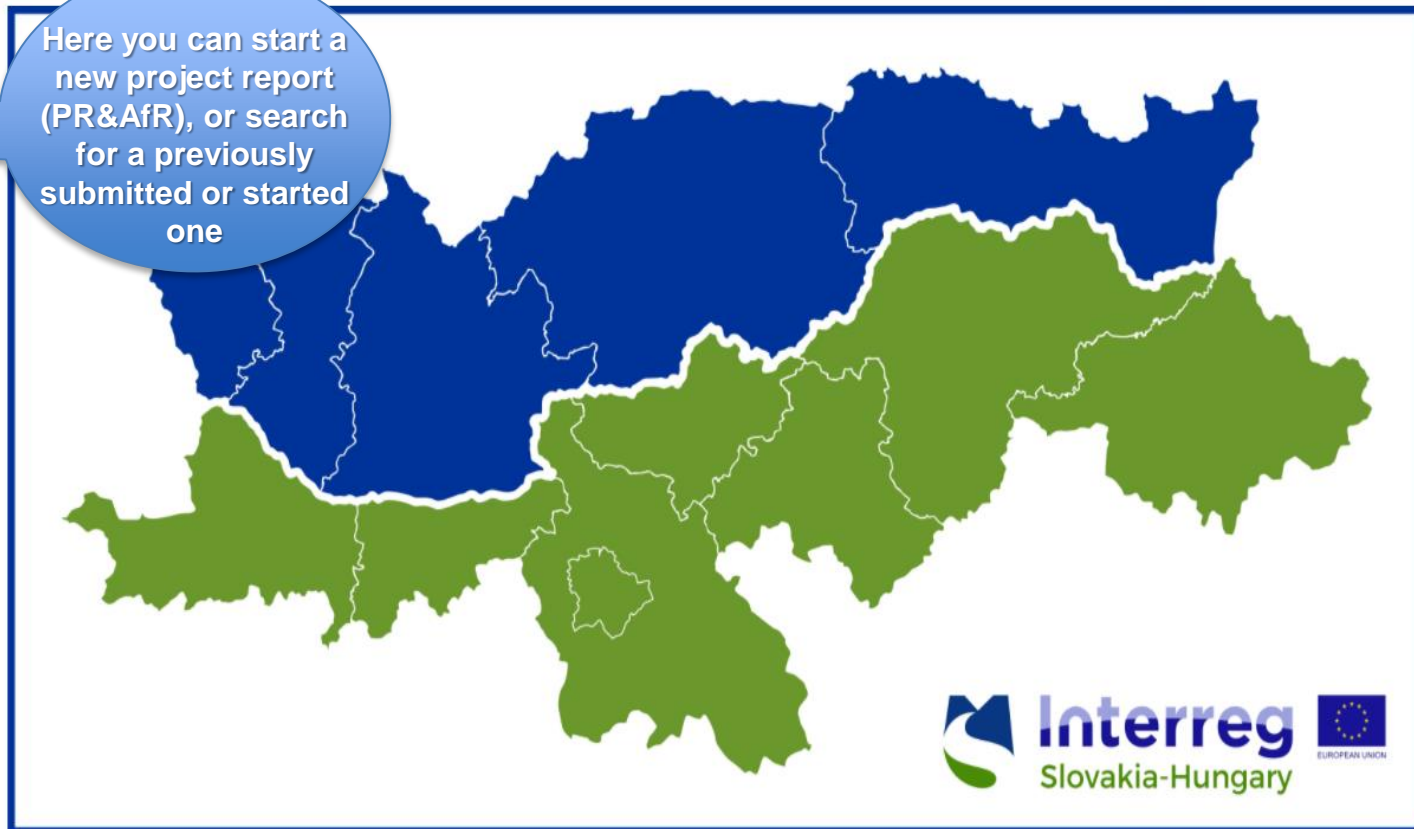 Here you can start a
new project report
(PR&AfR), or search
for a previously
submitted or started
one
Interreg
EUROPEAN UNION
Slovakia-Hungary